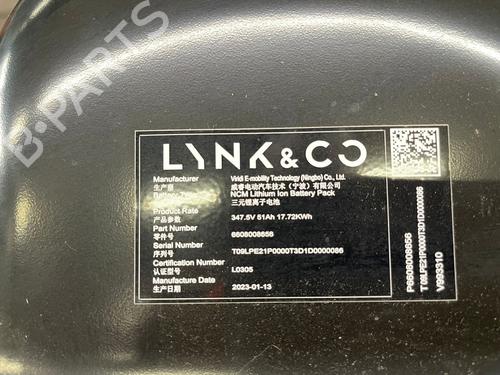 B-PARTS
LYNK & CO
Manufacturer Viridi E-mobility Technology (Ningbo) Co., Ltd.
生产商 威睿电动汽车技术（宁波）有限公司
NCM Lithium Ion Battery Pack
三元锂离子电池
Product Rate 347.5V 51Ah 17.72KWh
产品参数
Part Number 6608008656
零件号
Serial Number T09LPE21P0000T3D1D0000086
序列号
Certification Number L0305
认证型号
Manufacture Date 2023-01-13
生产日期
P6608008656
T09LPE21P0000T3D1D0000086
V993310